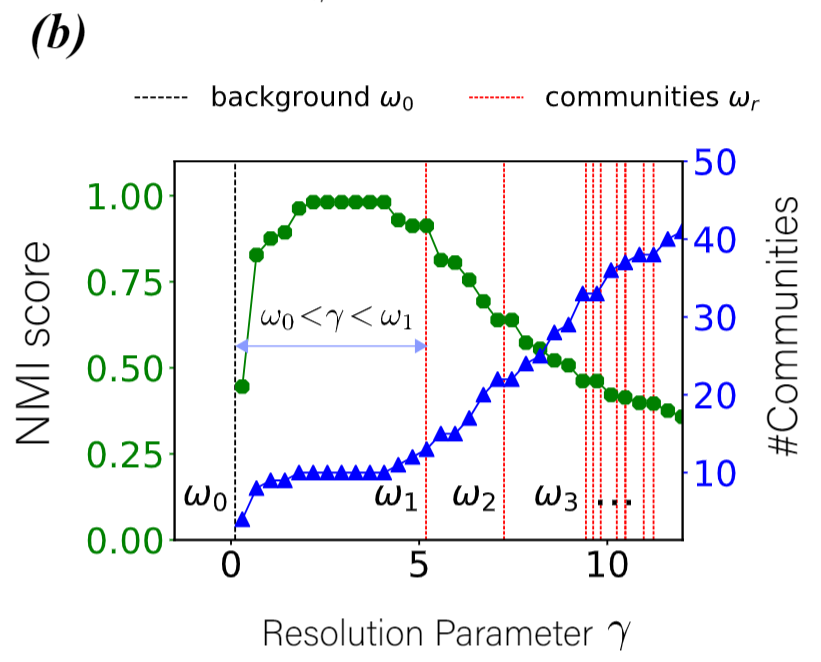 (b)
background ω₀
communities ωᵣ
NMI score
1.00
0.75
0.50
0.25
0.00
ω₀<γ<ω₁
ω₀
ω₁
ω₂
ω₃
...
50
40
30
20
10
#Communities
0
5
10
Resolution Parameter γ